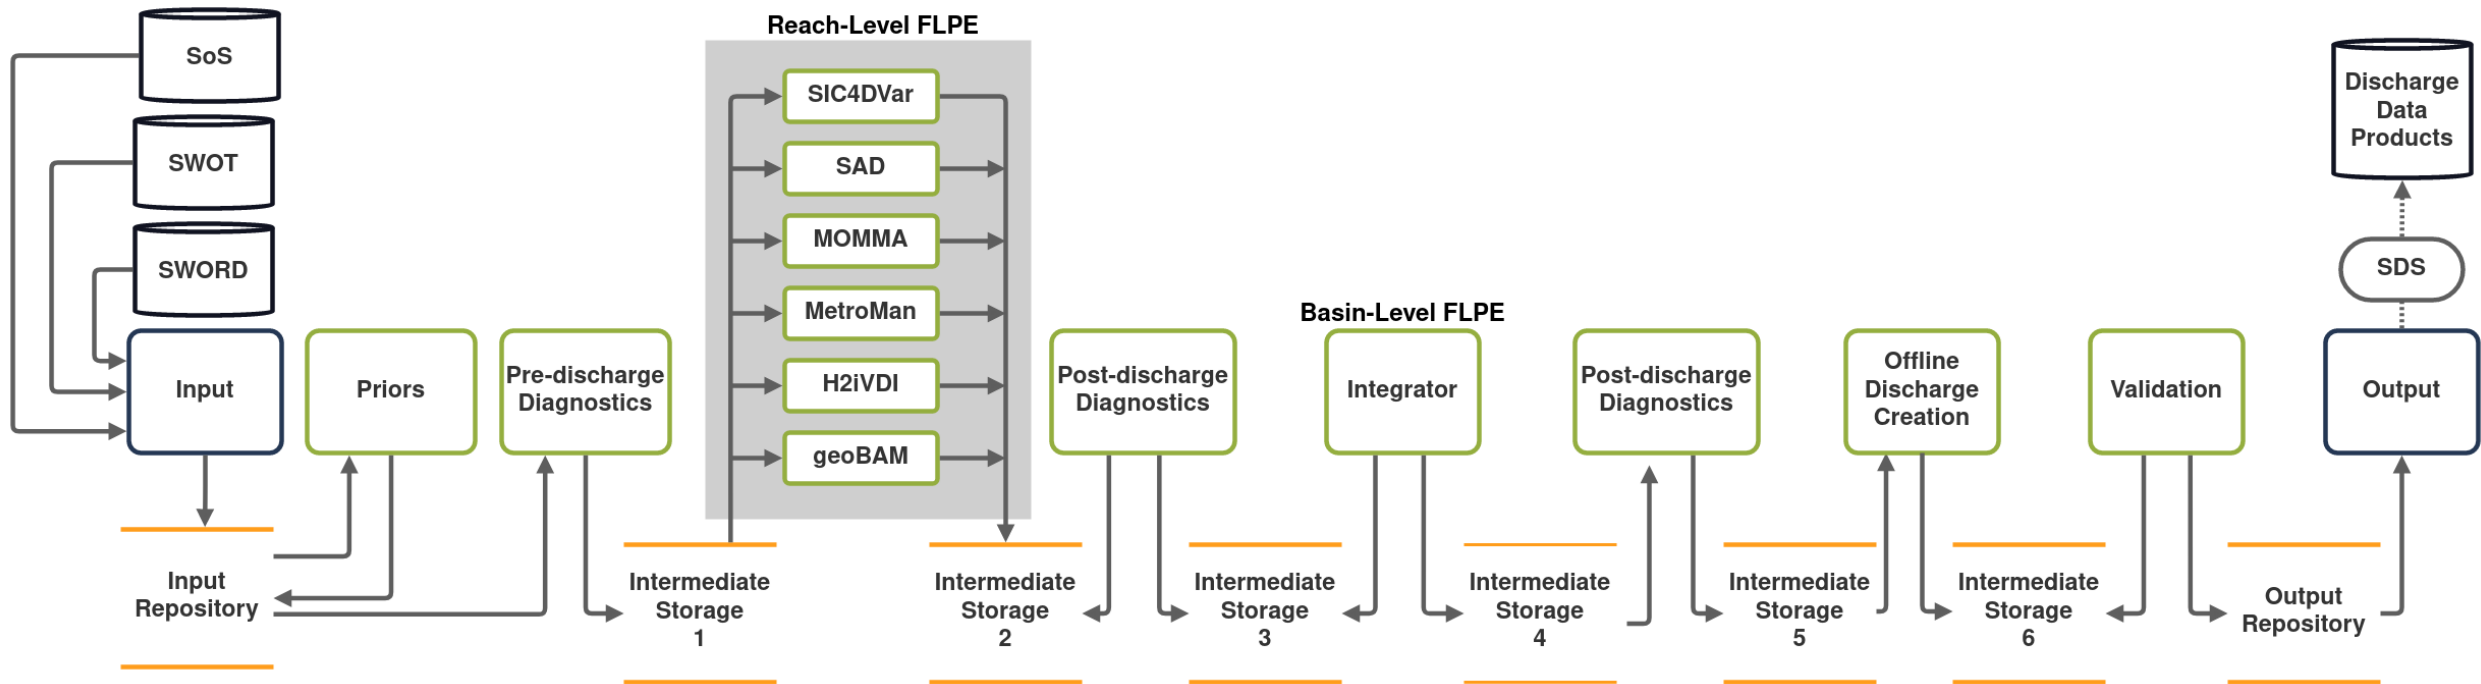 SoS
SWOT
SWORD
Input
Input
Repository
Priors
Pre-discharge
Diagnostics
Intermediate
Storage
1
Reach-Level FLPE
SIC4DVar
SAD
MOMMA
MetroMan
H2iVDI
geoBAM
Intermediate
Storage
2
Post-discharge
Diagnostics
Intermediate
Storage
3
Basin-Level FLPE
Integrator
Intermediate
Storage
4
Post-discharge
Diagnostics
Intermediate
Storage
5
Offline
Discharge
Creation
Intermediate
Storage
6
Validation
Output
Repository
Output
SDS
Discharge
Data
Products